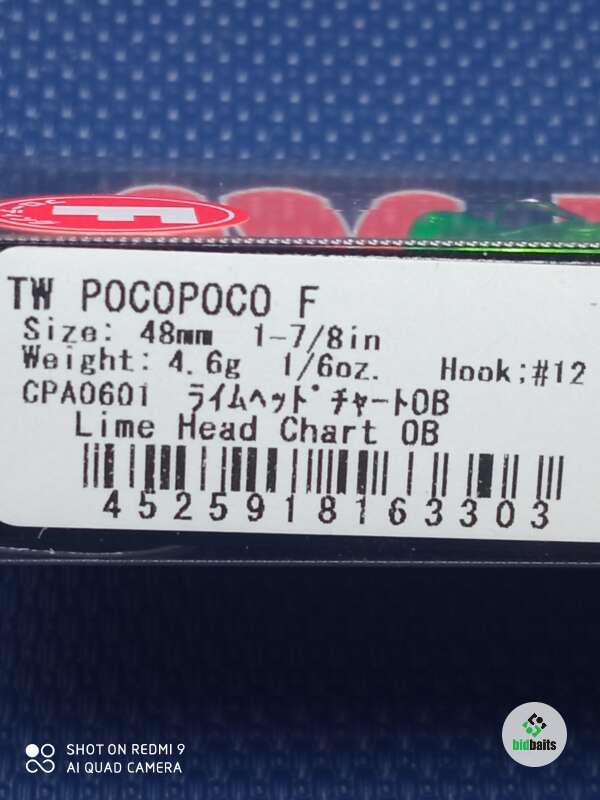 F
TW POCOPOCO F
Size: 48mm 1-7/8in
Weight: 4.6g 1/6oz. Hook;#12
CPA0601 ライムヘッド゛チャートOB
Lime Head Chart OB
4525918163303
bidbaits
SHOT ON REDMI 9
AI QUAD CAMERA